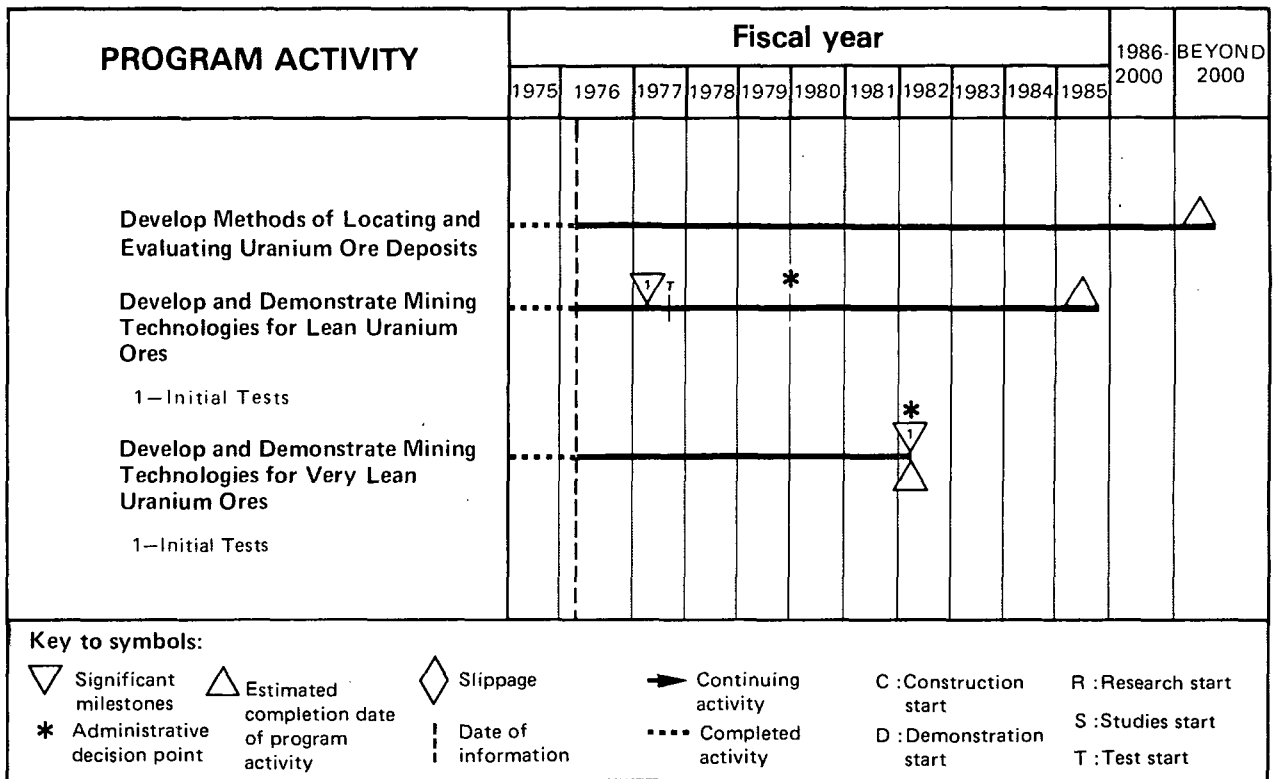 PROGRAM ACTIVITY
Fiscal year
1975 1976 1977 1978 1979 1980 1981 1982 1983 1984 1985
1986-
2000
BEYOND
2000
Develop Methods of Locating and
Evaluating Uranium Ore Deposits
1 T
*
Develop and Demonstrate Mining
Technologies for Lean Uranium
Ores
1—Initial Tests
*
1
Develop and Demonstrate Mining
Technologies for Very Lean
Uranium Ores
1—Initial Tests
Key to symbols:
Significant
milestones
* Administrative
decision point
Estimated
completion date
of program
activity
Slippage
Date of
information
Continuing
activity
Completed
activity
C :Construction
start
D :Demonstration
start
R :Research start
S :Studies start
T :Test start